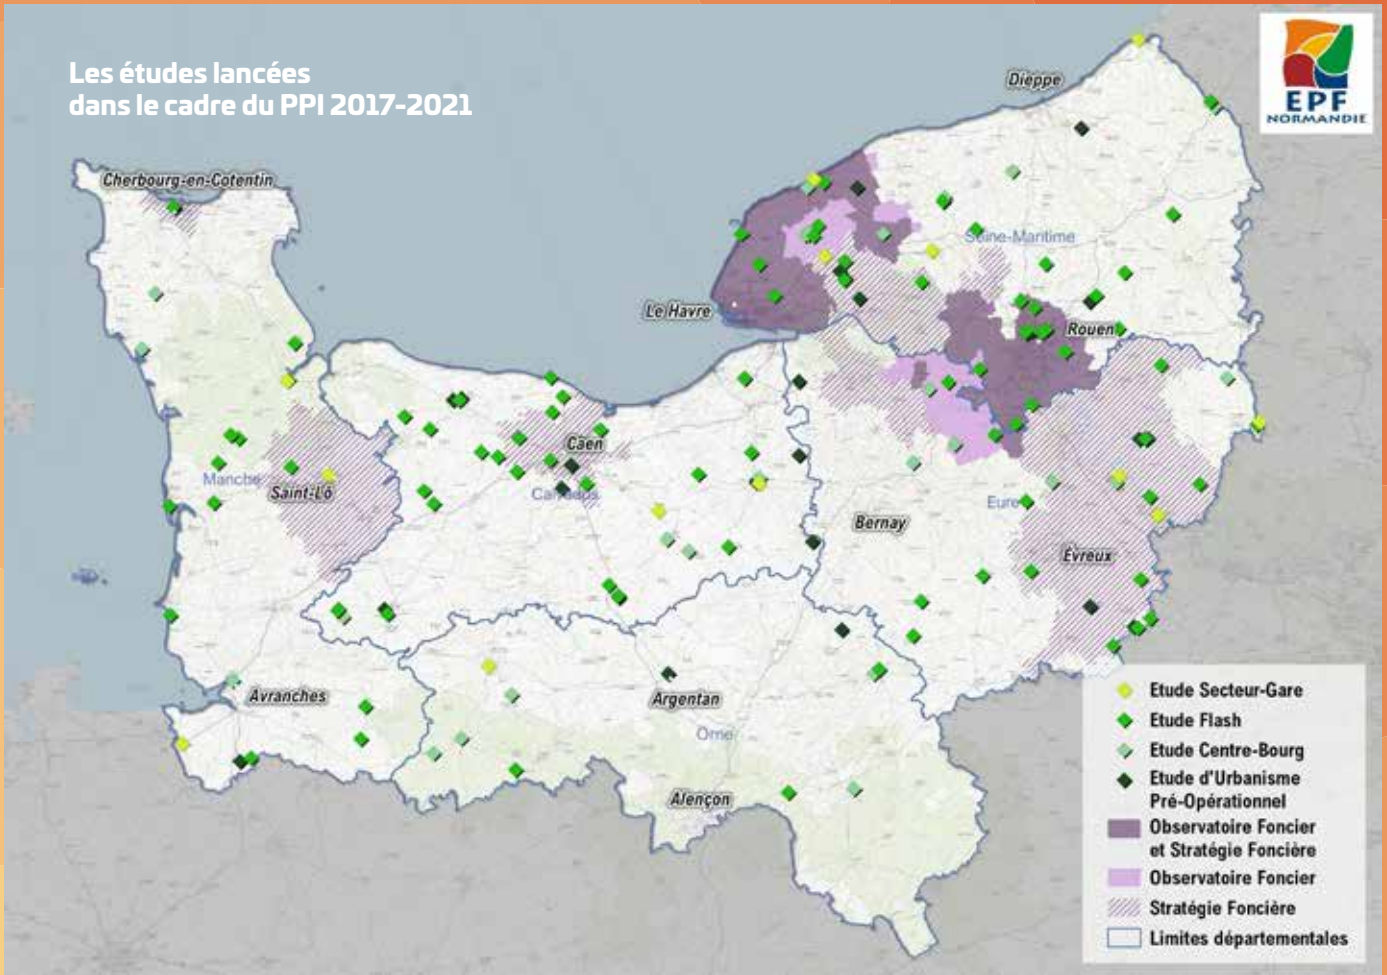 Les études lancées
dans le cadre du PPI 2017-2021
EPF
NORMANDIE
Dieppe
Cherbourg-en-Cotentin
Seine-Maritime
Le Havre
Rouen
Caen
Manche
Saint-Lô
Calvados
Eure
Bernay
Évreux
Avranches
Argentan
Orne
Alençon
Etude Secteur-Gare
Etude Flash
Etude Centre-Bourg
Etude d'Urbanisme
Pré-Opérationnel
Observatoire Foncier
et Stratégie Foncière
Observatoire Foncier
Stratégie Foncière
Limites départementales